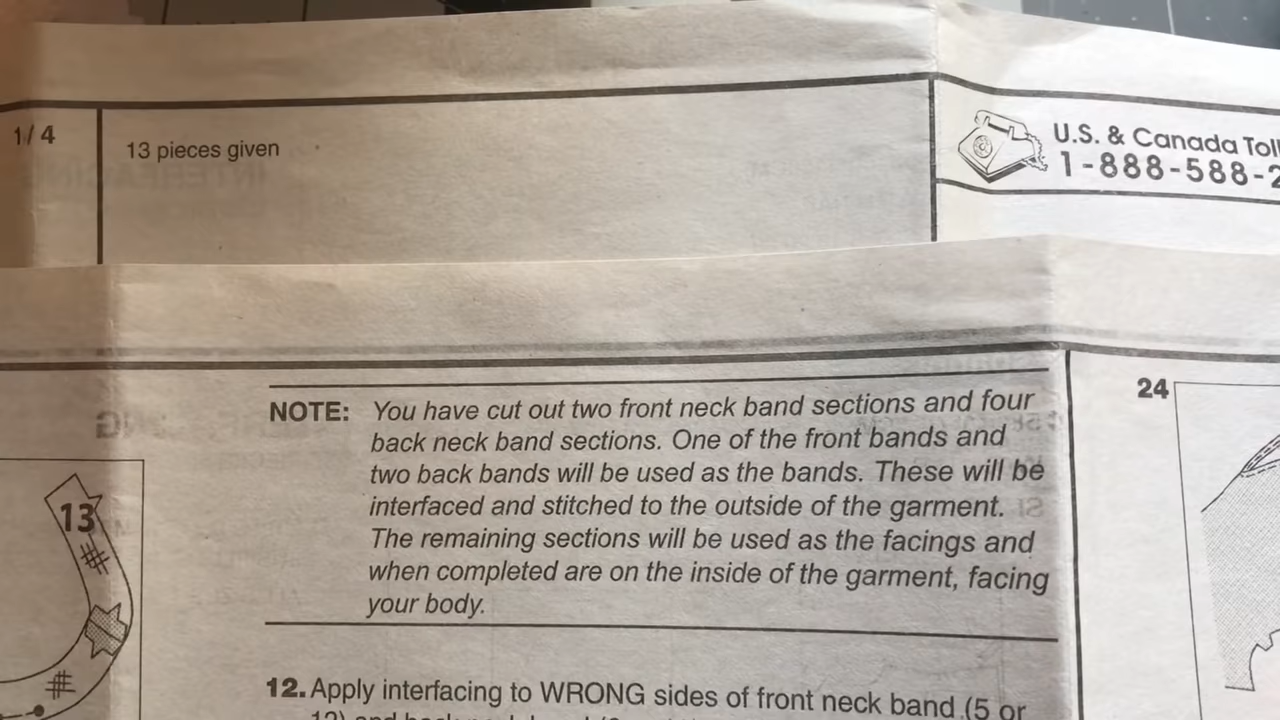 1/4
13 pieces given
U.S. & Canada Toll
1-888-588-2
NOTE: You have cut out two front neck band sections and four
back neck band sections. One of the front bands and
two back bands will be used as the bands. These will be
interfaced and stitched to the outside of the garment.
The remaining sections will be used as the facings and
when completed are on the inside of the garment, facing
your body.
24
13
12. Apply interfacing to WRONG sides of front neck band (5 or